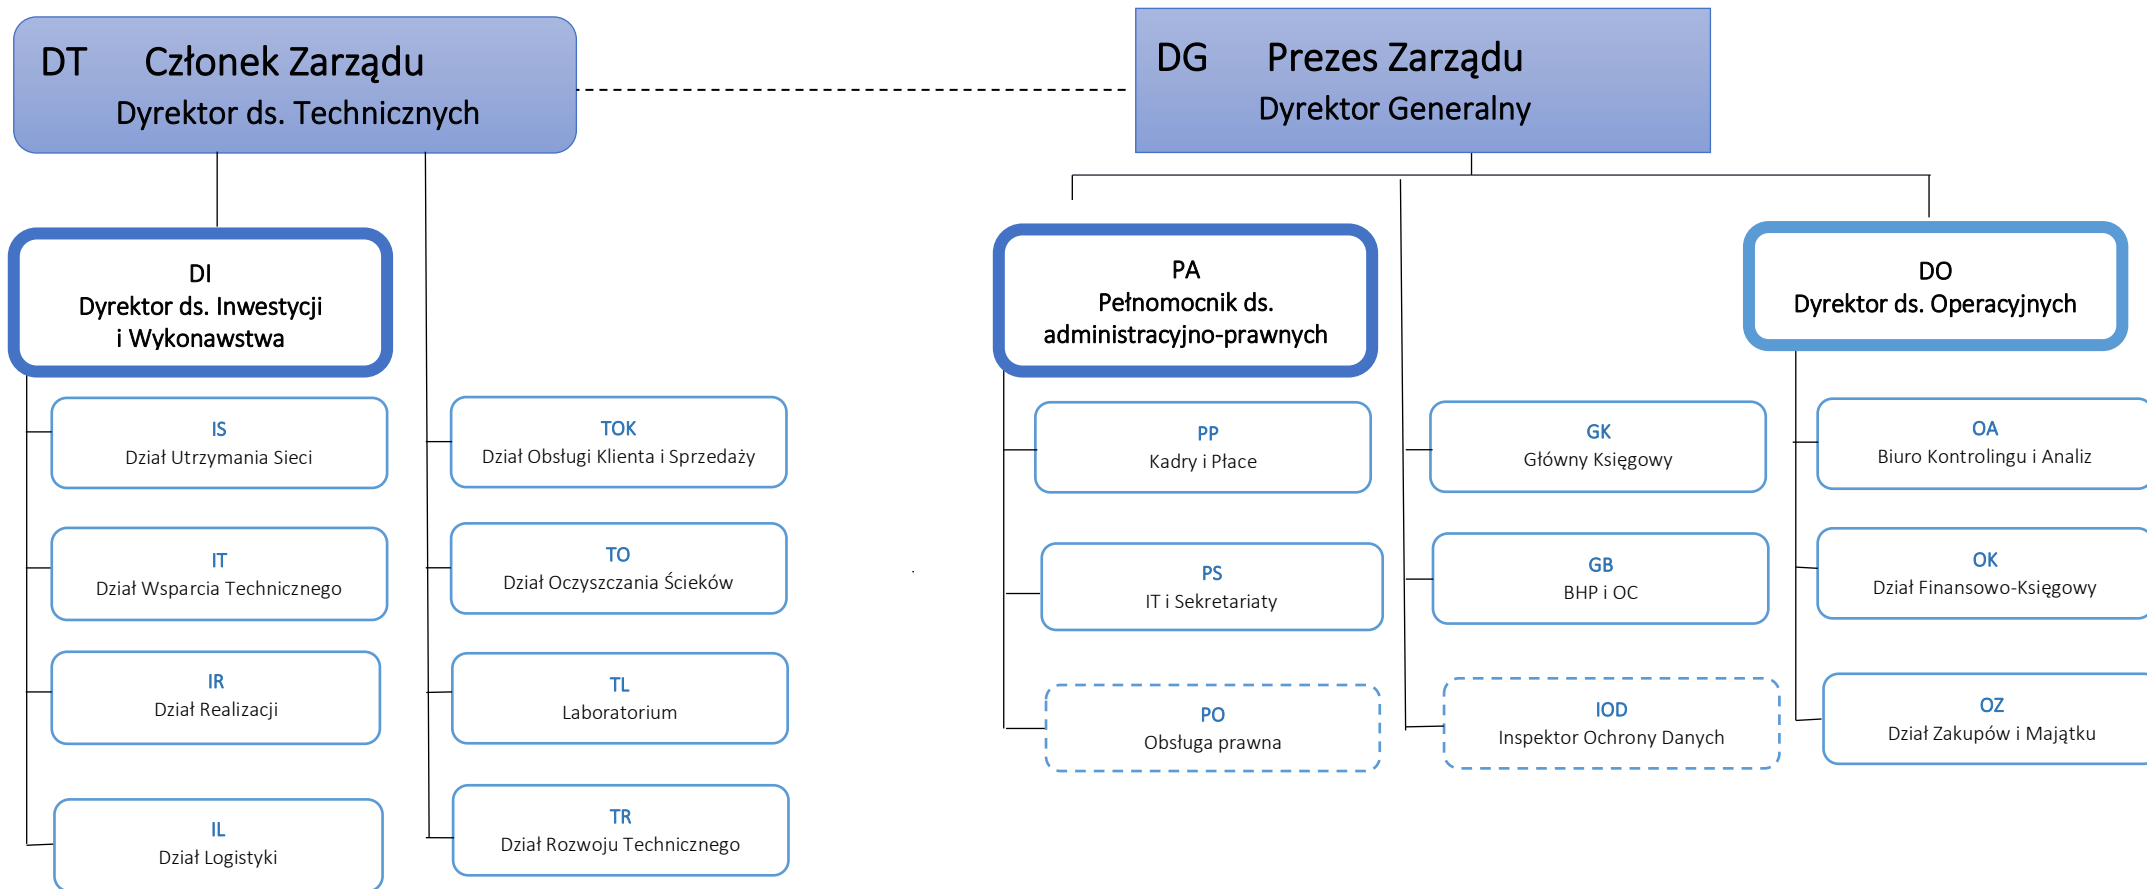 DT Członek Zarządu
Dyrektor ds. Technicznych
DG Prezes Zarządu
Dyrektor Generalny
DI
Dyrektor ds. Inwestycji
i Wykonawstwa
PA
Pełnomocnik ds.
administracyjno-prawnych
DO
Dyrektor ds. Operacyjnych
IS
Dział Utrzymania Sieci
IT
Dział Wsparcia Technicznego
IR
Dział Realizacji
IL
Dział Logistyki
TOK
Dział Obsługi Klienta i Sprzedaży
TO
Dział Oczyszczania Ścieków
TL
Laboratorium
TR
Dział Rozwoju Technicznego
PP
Kadry i Płace
PS
IT i Sekretariaty
PO
Obsługa prawna
GK
Główny Księgowy
GB
BHP i OC
IOD
Inspektor Ochrony Danych
OA
Biuro Kontrolingu i Analiz
OK
Dział Finansowo-Księgowy
OZ
Dział Zakupów i Majątku